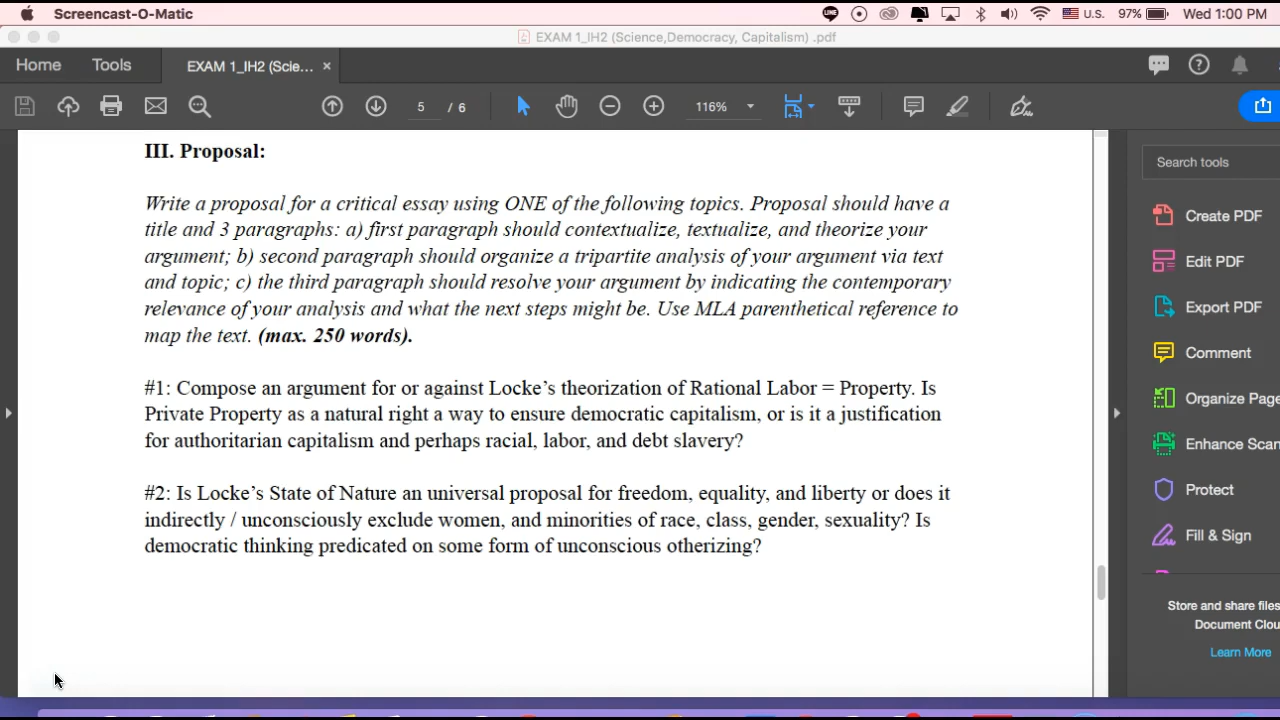 Screencast-O-Matic
U.S. 97% Wed 1:00 PM
EXAM 1_IH2 (Science,Democracy, Capitalism) .pdf
Home Tools EXAM 1_IH2 (Scie... ×
5 / 6 116%
III. Proposal:
Write a proposal for a critical essay using ONE of the following topics. Proposal should have a
title and 3 paragraphs: a) first paragraph should contextualize, textualize, and theorize your
argument; b) second paragraph should organize a tripartite analysis of your argument via text
and topic; c) the third paragraph should resolve your argument by indicating the contemporary
relevance of your analysis and what the next steps might be. Use MLA parenthetical reference to
map the text. (max. 250 words).
#1: Compose an argument for or against Locke's theorization of Rational Labor = Property. Is
Private Property as a natural right a way to ensure democratic capitalism, or is it a justification
for authoritarian capitalism and perhaps racial, labor, and debt slavery?
#2: Is Locke's State of Nature an universal proposal for freedom, equality, and liberty or does it
indirectly / unconsciously exclude women, and minorities of race, class, gender, sexuality? Is
democratic thinking predicated on some form of unconscious otherizing?
Search tools
Create PDF
Edit PDF
Export PDF
Comment
Organize Page
Enhance Scan
Protect
Fill & Sign
Store and share files
Document Clou
Learn More